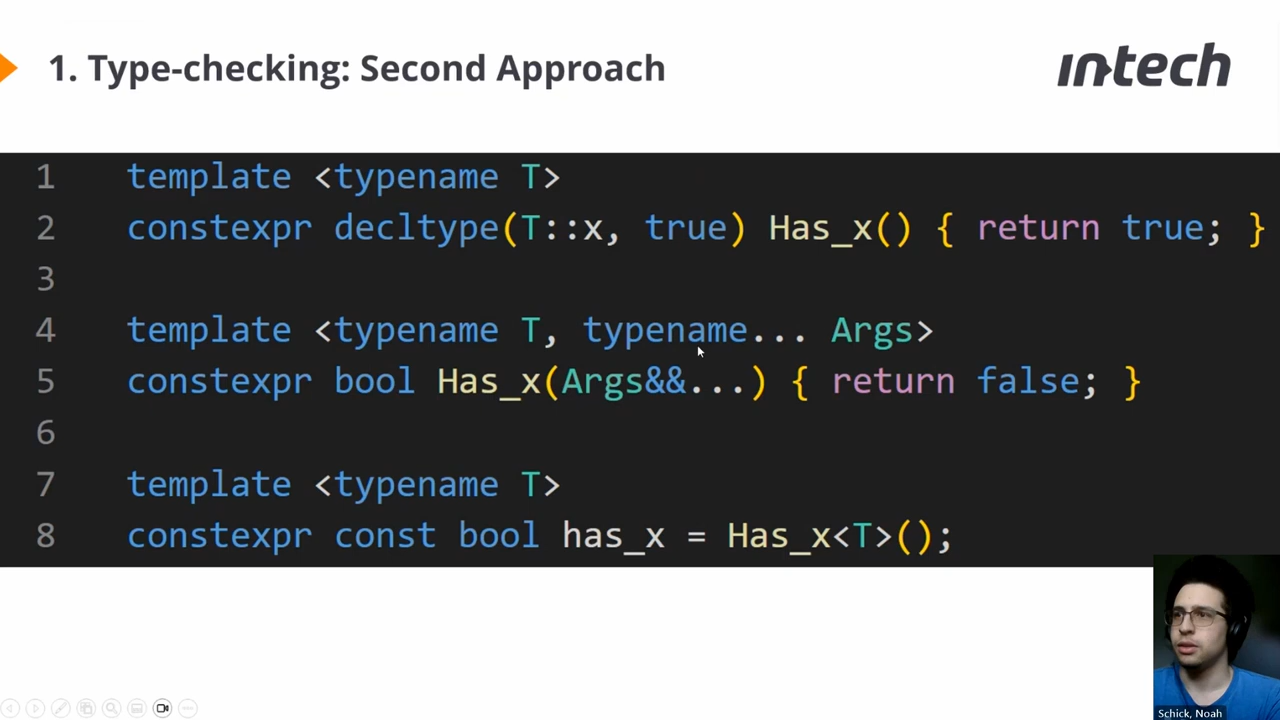 1. Type-checking: Second Approach
intech
1 template <typename T>
2 constexpr decltype(T::x, true) Has_x() { return true; }
3
4 template <typename T, typename... Args>
5 constexpr bool Has_x(Args&&...) { return false; }
6
7 template <typename T>
8 constexpr const bool has_x = Has_x<T>();
Schick, Noah